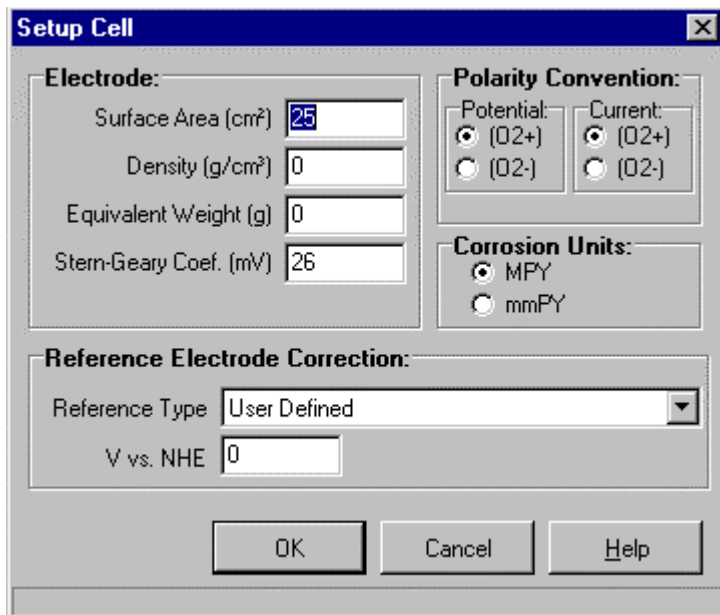 Setup Cell
Electrode:
Surface Area (cm²) 25
Density (g/cm³) 0
Equivalent Weight (g) 0
Stern-Geary Coef. (mV) 26
Polarity Convention:
Potential: Current:
(O2+) (O2+)
(O2-) (O2-)
Corrosion Units:
MPY
mmPY
Reference Electrode Correction:
Reference Type User Defined
V vs. NHE 0
OK Cancel Help